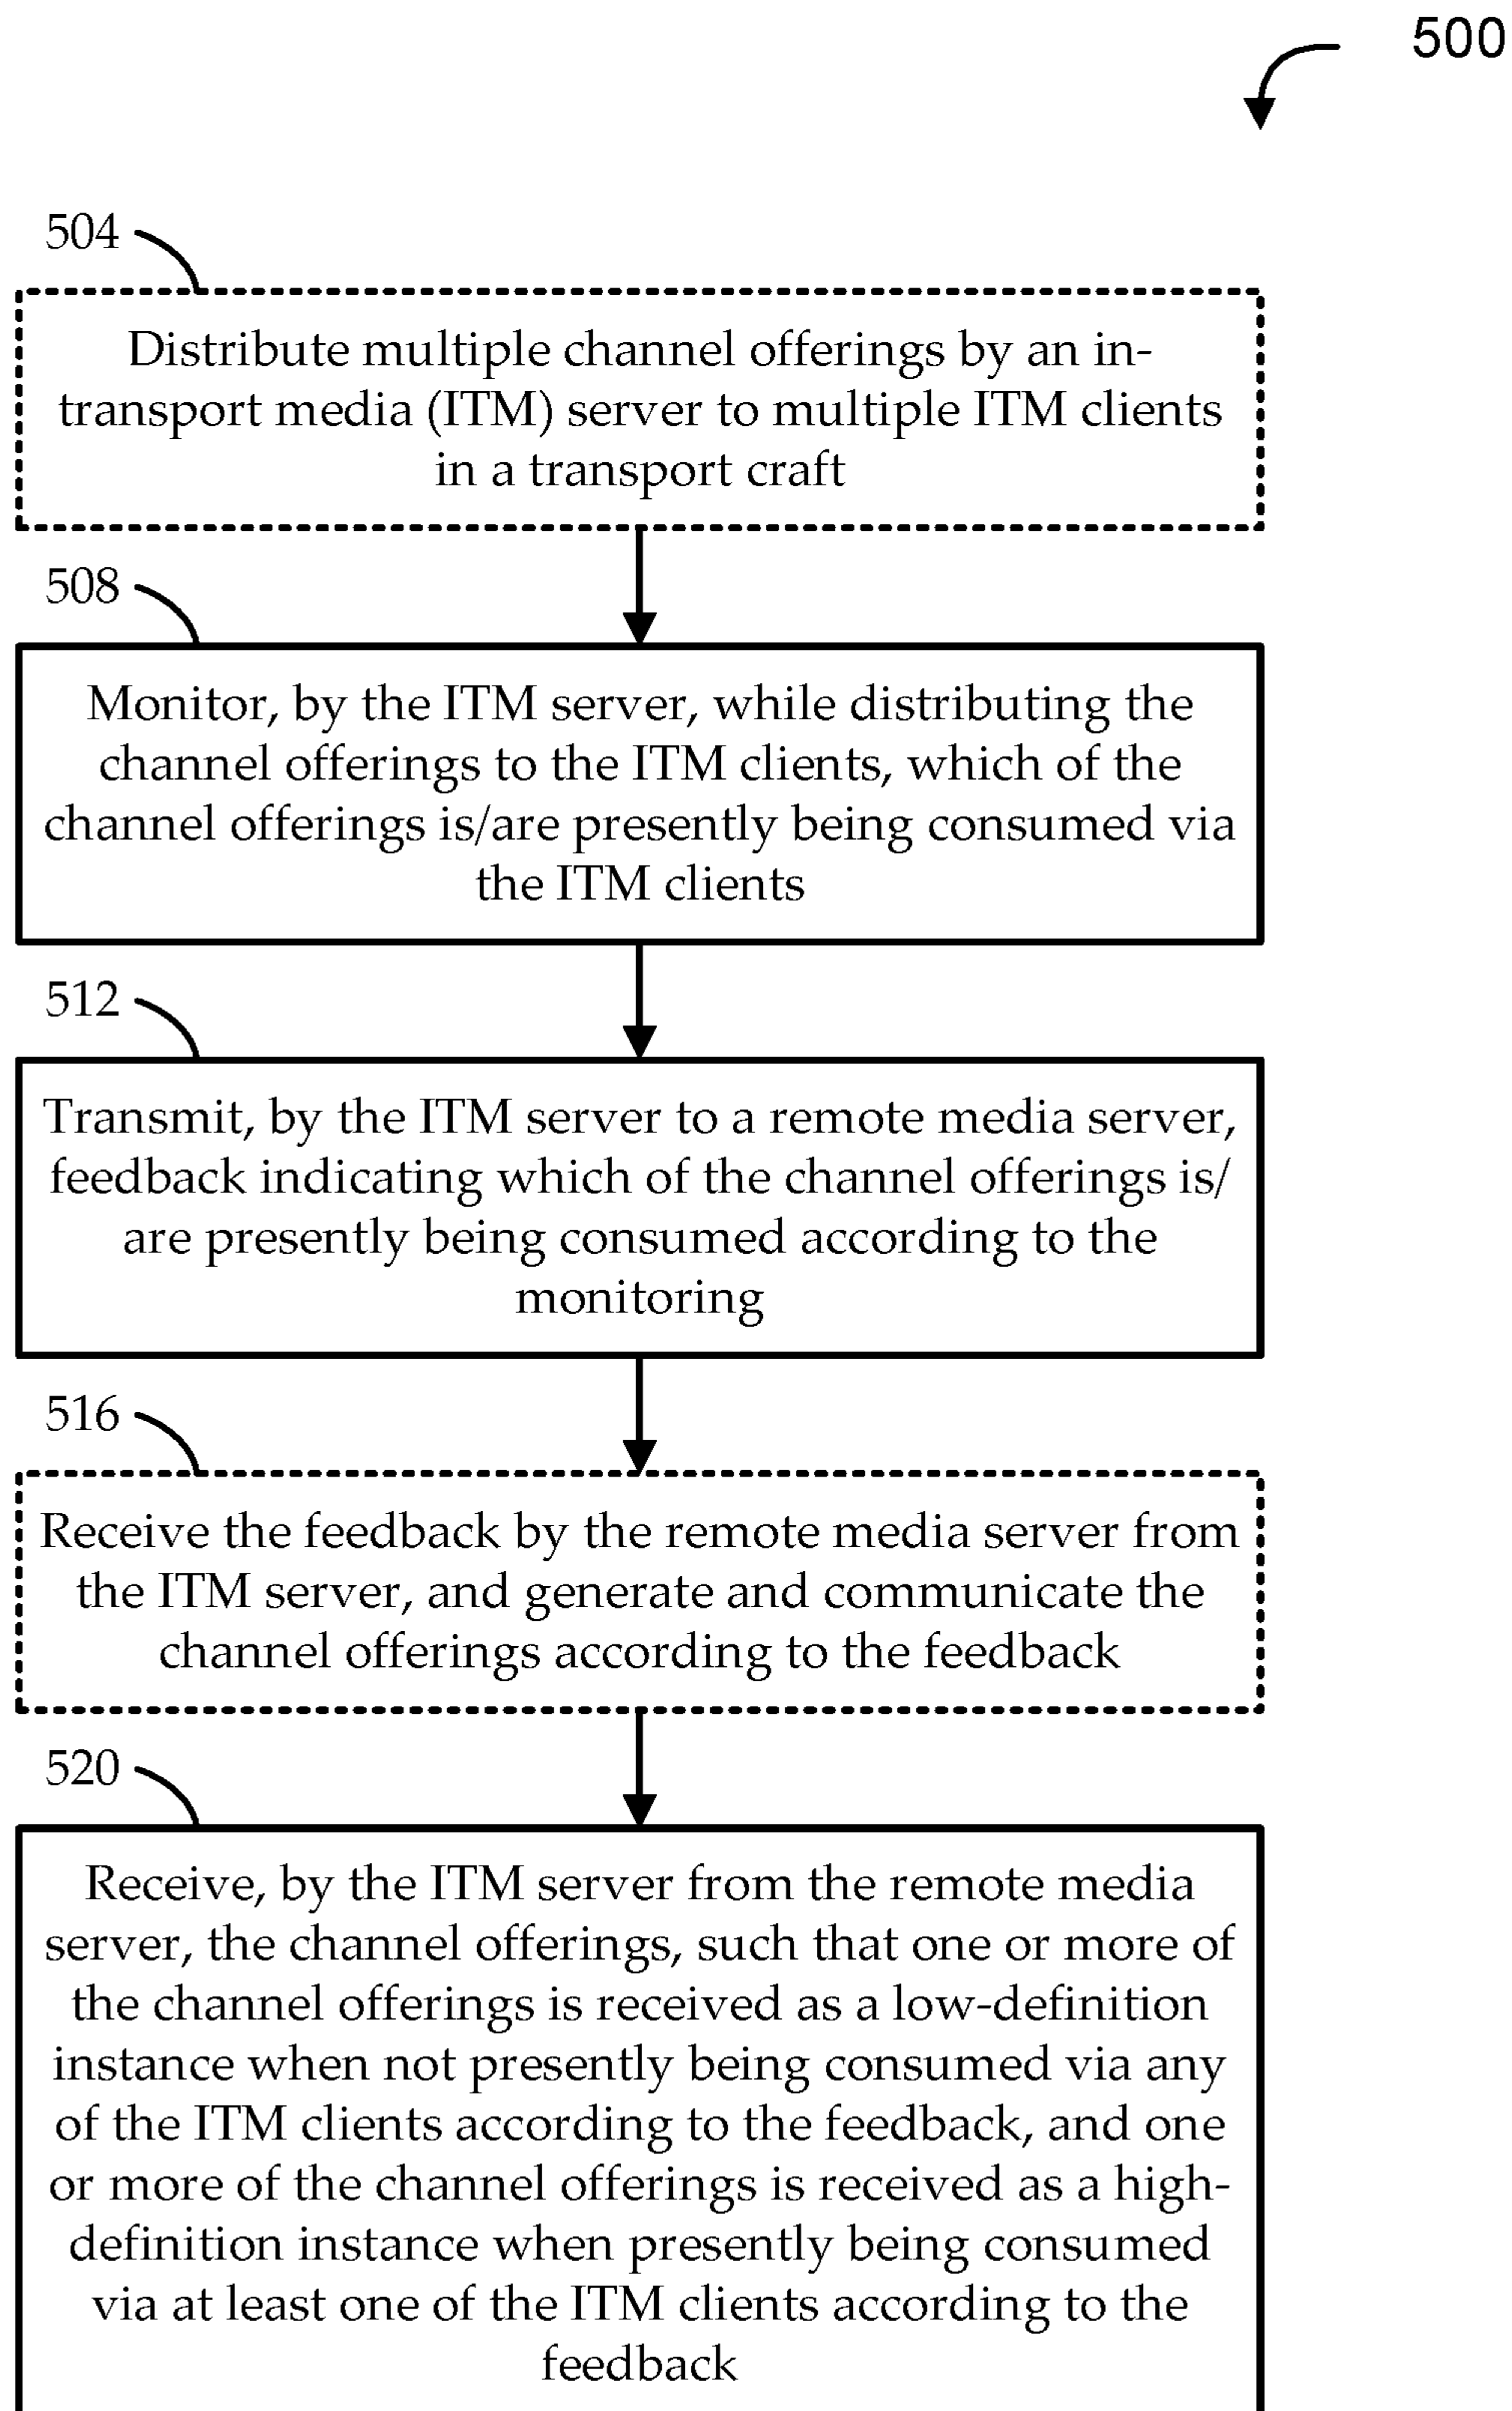 500
504
Distribute multiple channel offerings by an in-
transport media (ITM) server to multiple ITM clients
in a transport craft
508
Monitor, by the ITM server, while distributing the
channel offerings to the ITM clients, which of the
channel offerings is/are presently being consumed via
the ITM clients
512
Transmit, by the ITM server to a remote media server,
feedback indicating which of the channel offerings is/
are presently being consumed according to the
monitoring
516
Receive the feedback by the remote media server from
the ITM server, and generate and communicate the
channel offerings according to the feedback
520
Receive, by the ITM server from the remote media
server, the channel offerings, such that one or more of
the channel offerings is received as a low-definition
instance when not presently being consumed via any
of the ITM clients according to the feedback, and one
or more of the channel offerings is received as a high-
definition instance when presently being consumed
via at least one of the ITM clients according to the
feedback